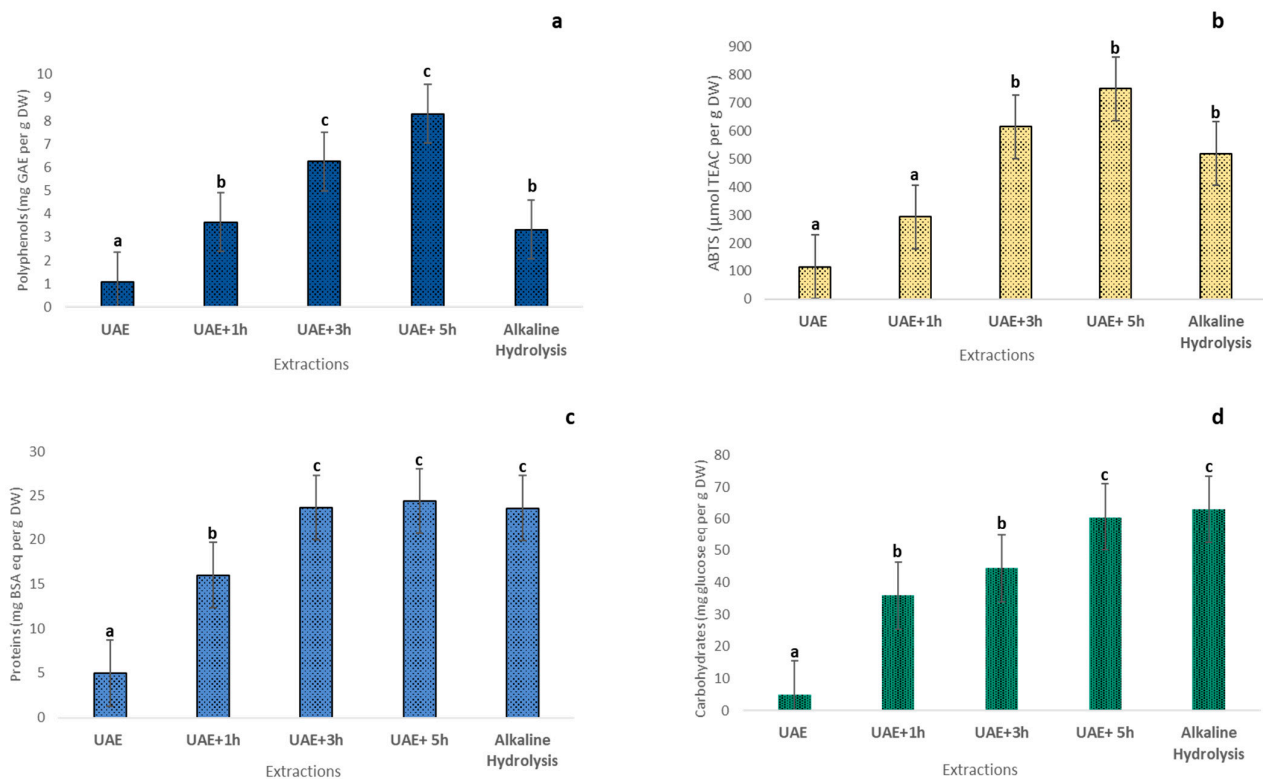 a
Polyphenols (mg GAE per g DW)
10
9
8
7
6
5
4
3
2
1
0
a
b
c
c
b
UAE
UAE+1h
UAE+3h
UAE+ 5h
Alkaline
Hydrolysis
Extractions
b
ABTS (µmol TEAC per g DW)
900
800
700
600
500
400
300
200
100
0
a
a
b
b
b
UAE
UAE+1h
UAE+3h
UAE+ 5h
Alkaline
Hydrolysis
Extractions
c
Proteins (mg BSA eq per g DW)
30
25
20
15
10
5
0
a
b
c
c
c
UAE
UAE+1h
UAE+3h
UAE+ 5h
Alkaline
Hydrolysis
Extractions
d
Carbohydrates (mg glucose eq per g DW)
80
70
60
50
40
30
20
10
0
a
b
b
c
c
UAE
UAE+1h
UAE+3h
UAE+ 5h
Alkaline
Hydrolysis
Extractions